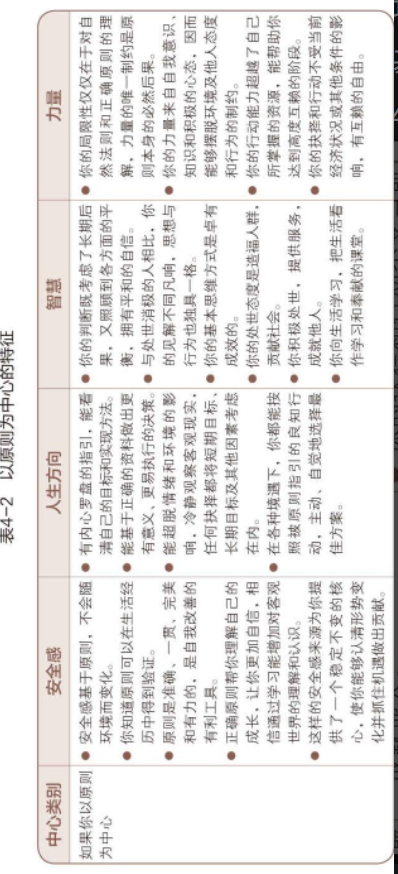 表4-2 以原则为中心的特征
中心类别
安全感
人生方向
智慧
力量
如果你以原则
为中心
● 安全感基于原则，不会随
环境而变化。
● 你知道原则可以在生活经
历中得到验证。
● 原则是准确、一贯、完美
和有力的，是自我改善的
有利工具。
● 正确原则帮你理解自己的
成长，让你更加自信，相
信通过学习能增加对客观
世界的理解和认识。
● 这样的安全感来源为你提
供了一个稳定不变的核
心，使你能够认清形势变
化并抓住机遇做出贡献。
● 有内心罗盘的指引，能看
清自己的目标和实现方法。
● 能基于正确的资料做出更
有意义、更易执行的决策。
● 能超脱情绪和环境的影
响，冷静观察客观现实，
任何抉择都将短期目标、
长期目标及其他因素考虑
在内。
● 在各种境遇下，你都能按
照被原则指引的良知行
动，主动、自觉地选择最
佳方案。
● 你的判断既考虑了长期后
果，又照顾到各方面的平
衡，拥有平和的自信。
● 与处世消极的人相比，你
的见解不同凡响，思想与
行为也独具一格。
● 你的基本思维方式是卓有
成效的。
● 你的处世态度是造福人群，
贡献社会。
● 你积极处世，提供服务，
成就他人。
● 你向生活学习，把生活看
作学习和奉献的课堂。
● 你的局限性仅仅在于对自
然法则和正确原则的理
解，力量的唯一制约是原
则本身的必然后果。
● 你的力量来自自我意识、
知识和积极的心态，因而
能够摆脱环境及他人态度
和行为的制约。
● 你的行动能力超越了自己
所掌握的资源，能帮助你
达到高度互赖的阶段。
● 你的抉择和行动不受当前
经济状况或其他条件的影
响，有互赖的自由。